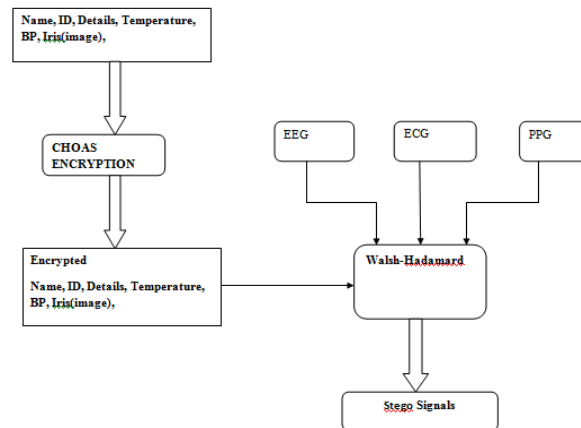 Name, ID, Details, Temperature,
BP, Iris(image),
CHOAS
ENCRYPTION
EEG
ECG
PPG
Encrypted
Name, ID, Details, Temperature,
BP, Iris(image),
Walsh-Hadamard
Stego Signals